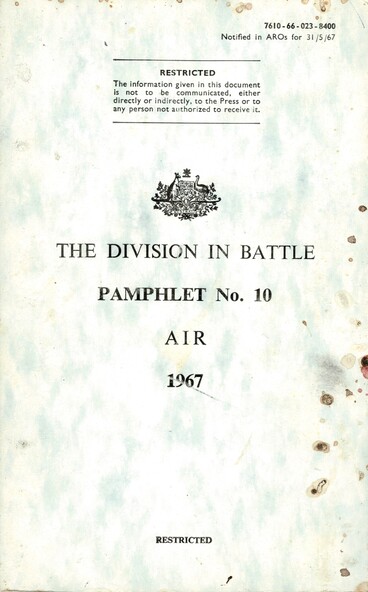 7610-66-023-8400
Notified in AROs for 31/5/67
RESTRICTED
The information given in this document
is not to be communicated, either
directly or indirectly, to the Press or to
any person not authorized to receive it.
THE DIVISION IN BATTLE
PAMPHLET No. 10
AIR
1967
RESTRICTED